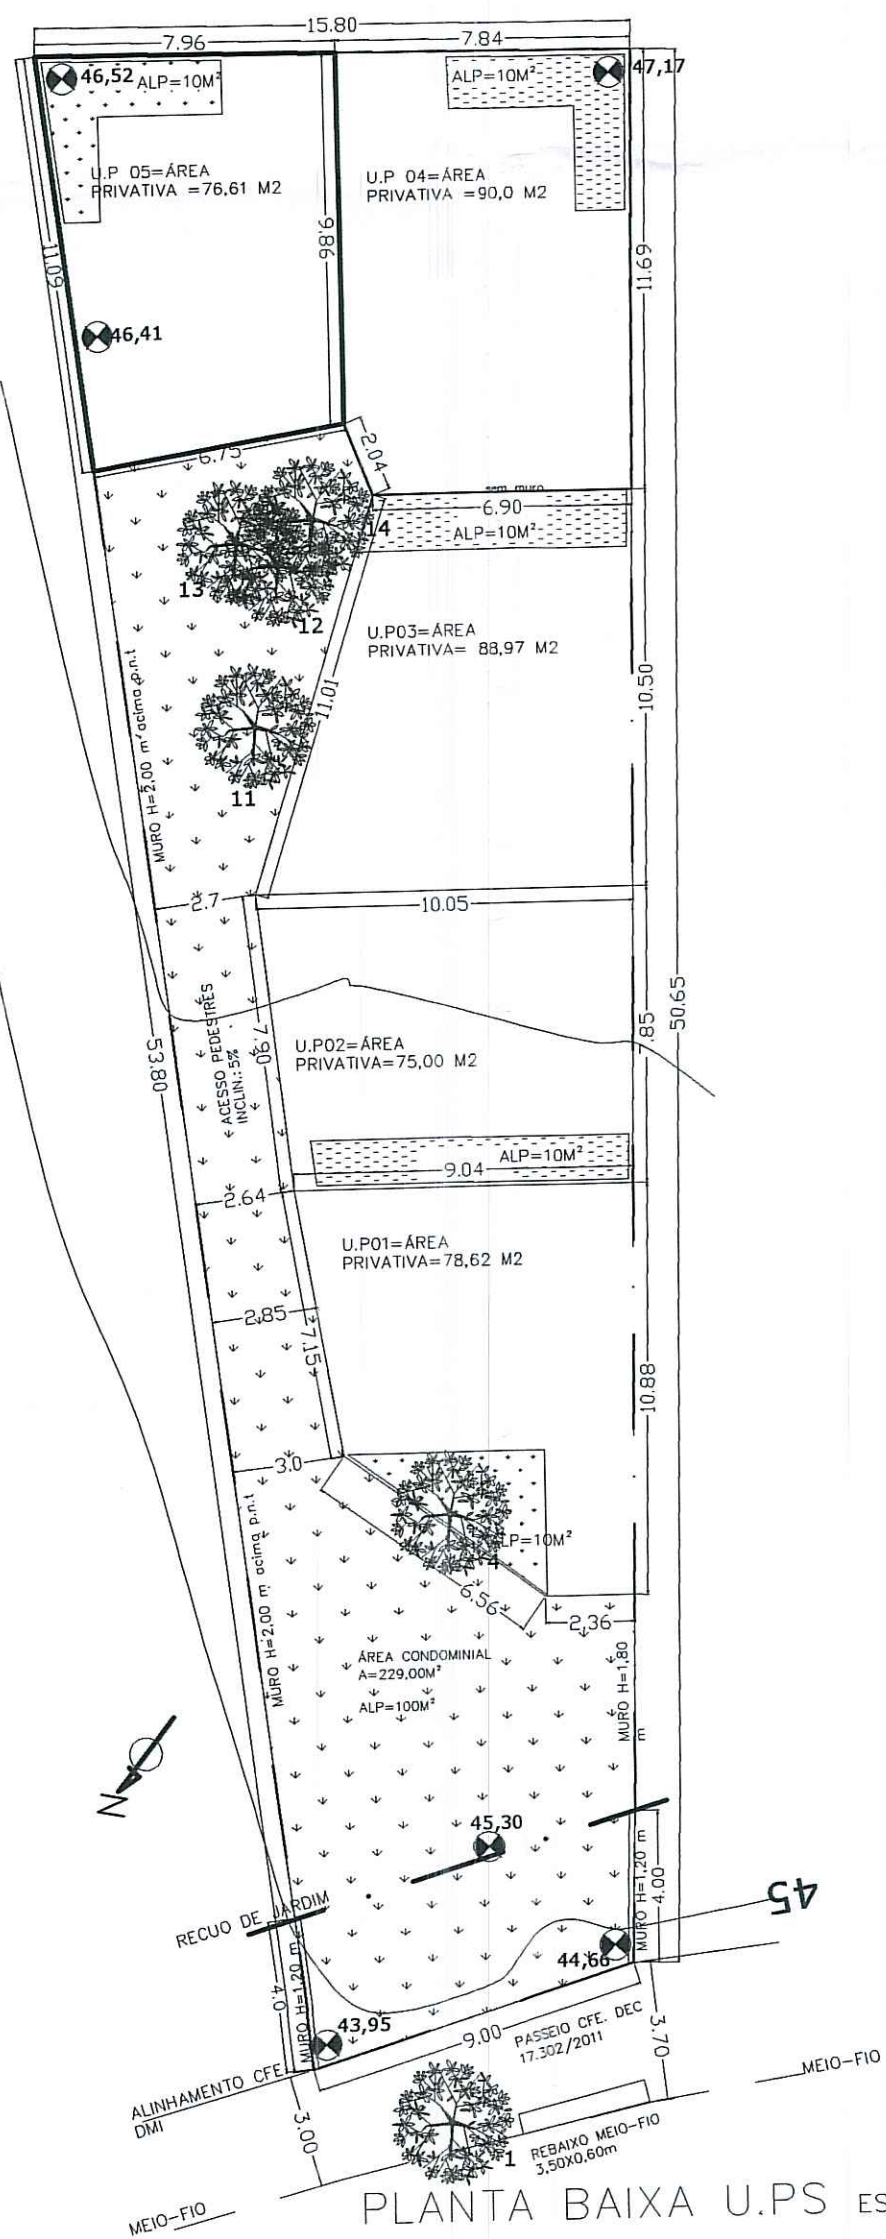 15.80
7.96
7.84
46,52
ALP=10M²
ALP=10M²
47,17
U.P 05=ÁREA
PRIVATIVA =76,61 M2
U.P 04=ÁREA
PRIVATIVA =90,0 M2
11.09
9.86
11.69
46,41
6.75
2.04
sem muro
6.90
14
ALP=10M²
13
12
U.P03=ÁREA
PRIVATIVA= 88,97 M2
MURO H=2,00 m acima p.n.t
11.01
10.50
11
2.7
10.05
50.65
53.80
ACESSO PEDESTRES
INCLIN.:5%
7.90
U.P02=ÁREA
PRIVATIVA=75,00 M2
7.85
ALP=10M²
9.04
2.64
U.P01=ÁREA
PRIVATIVA=78,62 M2
2.85
7.15
10.88
3.0
MURO H=2,00 m acima p.n.t
LP=10M²
4
6.56
2.36
ÁREA CONDOMINIAL
A=229,00M²
ALP=100M²
MURO H=1,80
m
N
45,30
RECUO DE JARDIM
MURO H=1,20 m
4.00
45
44,66
4.0
MURO H=1,20 m
43,95
9.00
PASSEIO CFE. DEC
17.302/2011
3.70
ALINHAMENTO CFE
DMI
MEIO-FIO
3.00
1
REBAIXO MEIO-FIO
3,50X0,60m
MEIO-FIO
PLANTA BAIXA U.PS ES